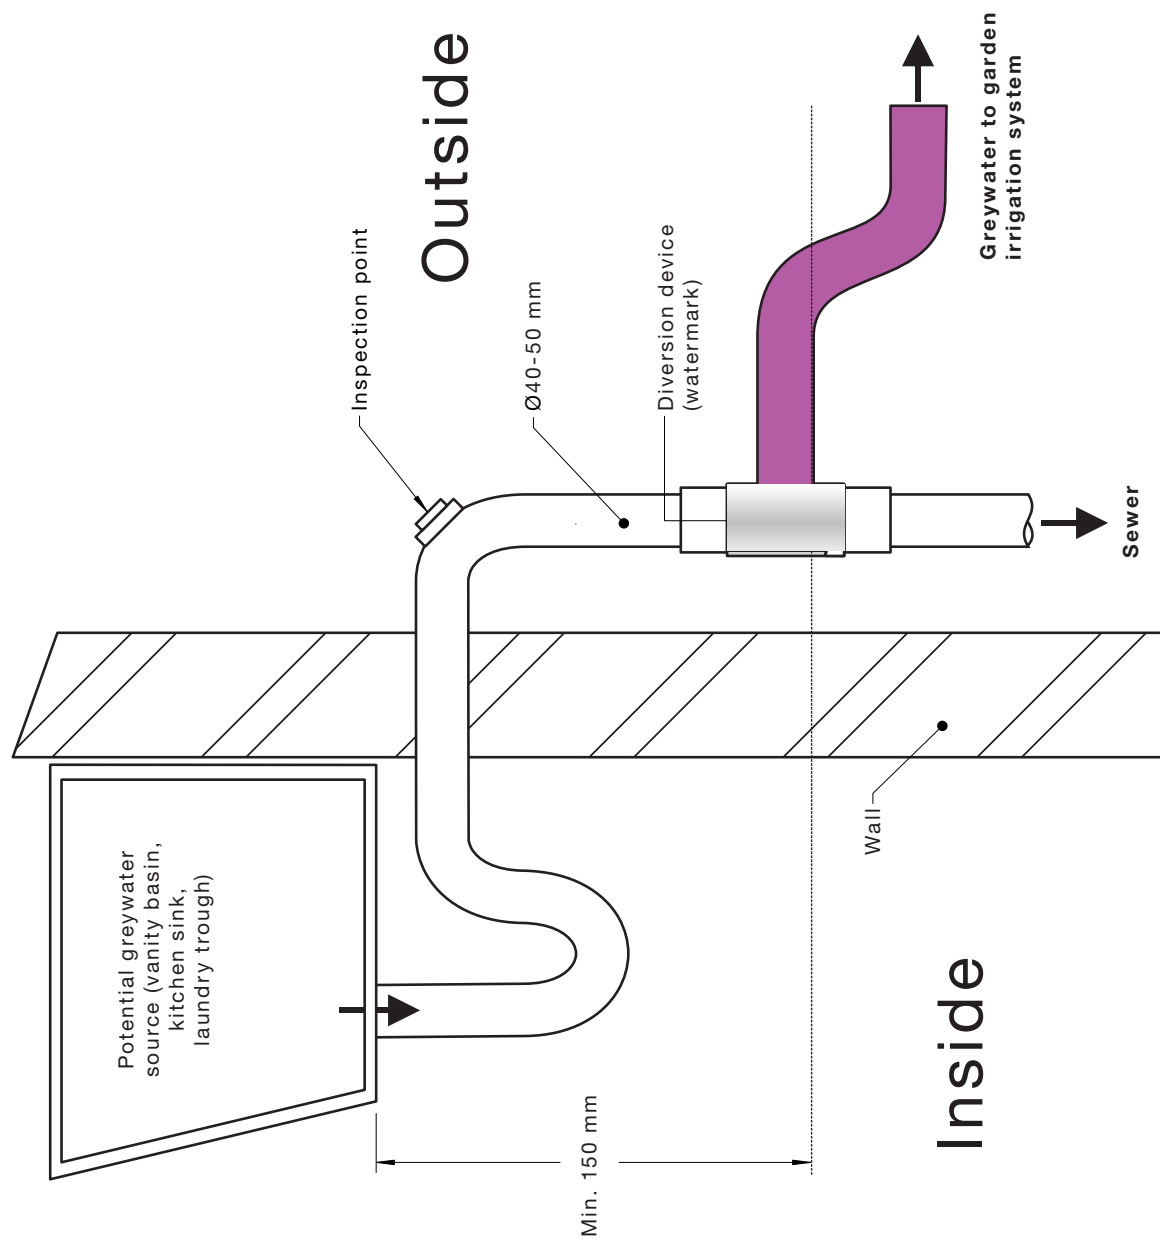 Potential greywater
source (vanity basin,
kitchen sink,
laundry trough)
Inspection point
Outside
Ø40-50 mm
Diversion device
(watermark)
Greywater to garden
irrigation system
Sewer
Wall
Min. 150 mm
Inside